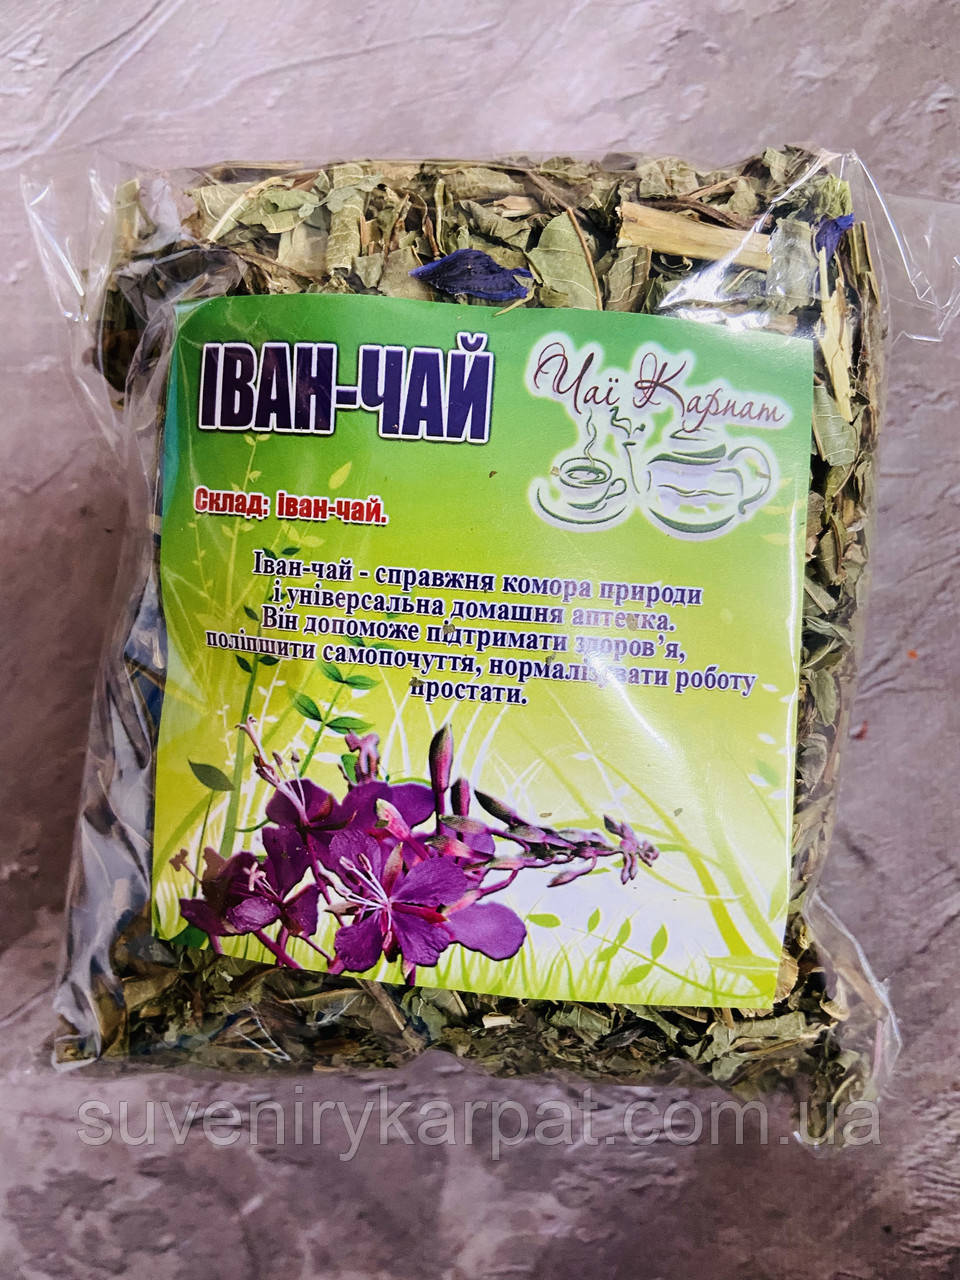 ІВАН-ЧАЙ
Чаї Карпат
Склад: іван-чай.
Іван-чай - справжня комора природи
і універсальна домашня аптечка.
Він допоможе підтримати здоров’я,
поліпшити самопочуття, нормалізувати роботу
простати.
suvenirykarpat.com.ua